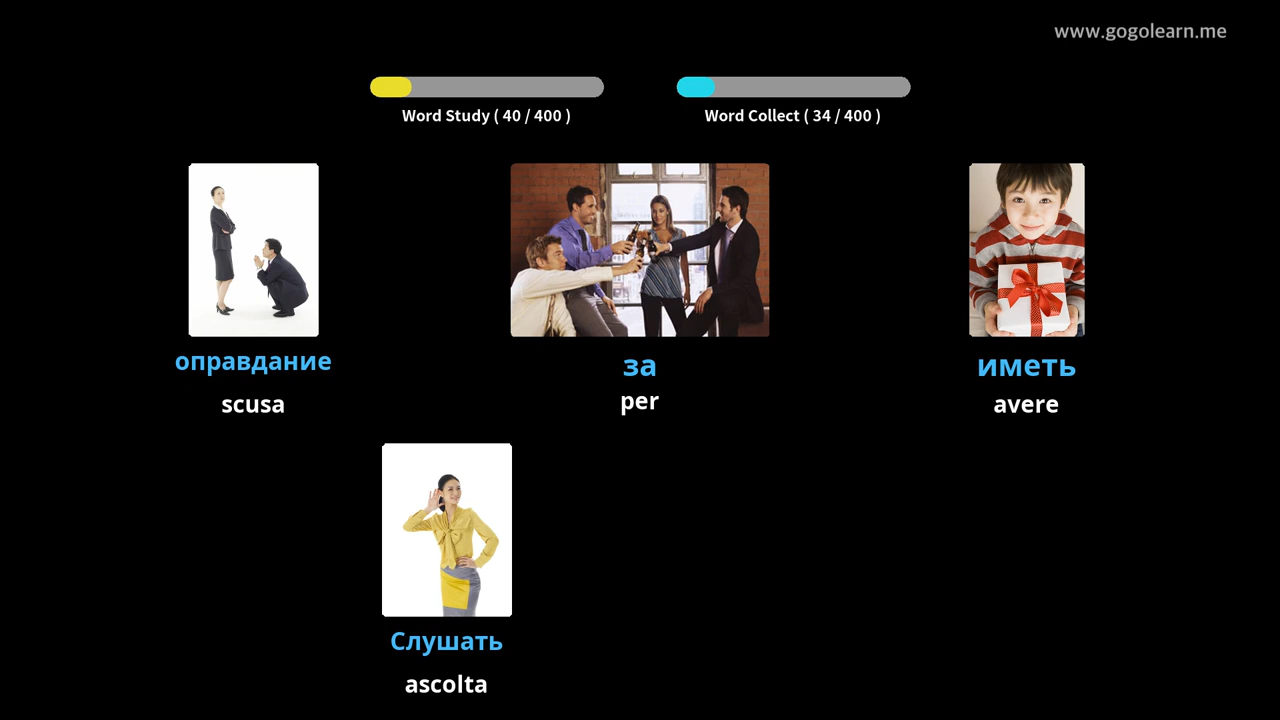 www.gogolearn.me
Word Study ( 40 / 400 )
Word Collect ( 34 / 400 )
оправдание
scusa
за
per
иметь
avere
Слушать
ascolta